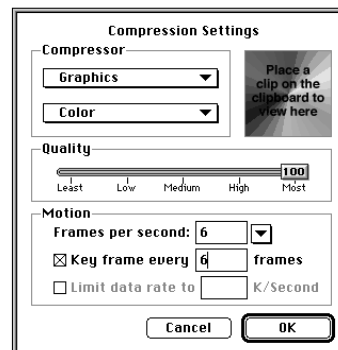 Compression Settings
Compressor
Graphics
Color
Place a
clip on the
clipboard to
view here
Quality
100
Least Low Medium High Most
Motion
Frames per second: 6
Key frame every 6 frames
Limit data rate to K/Second
Cancel OK